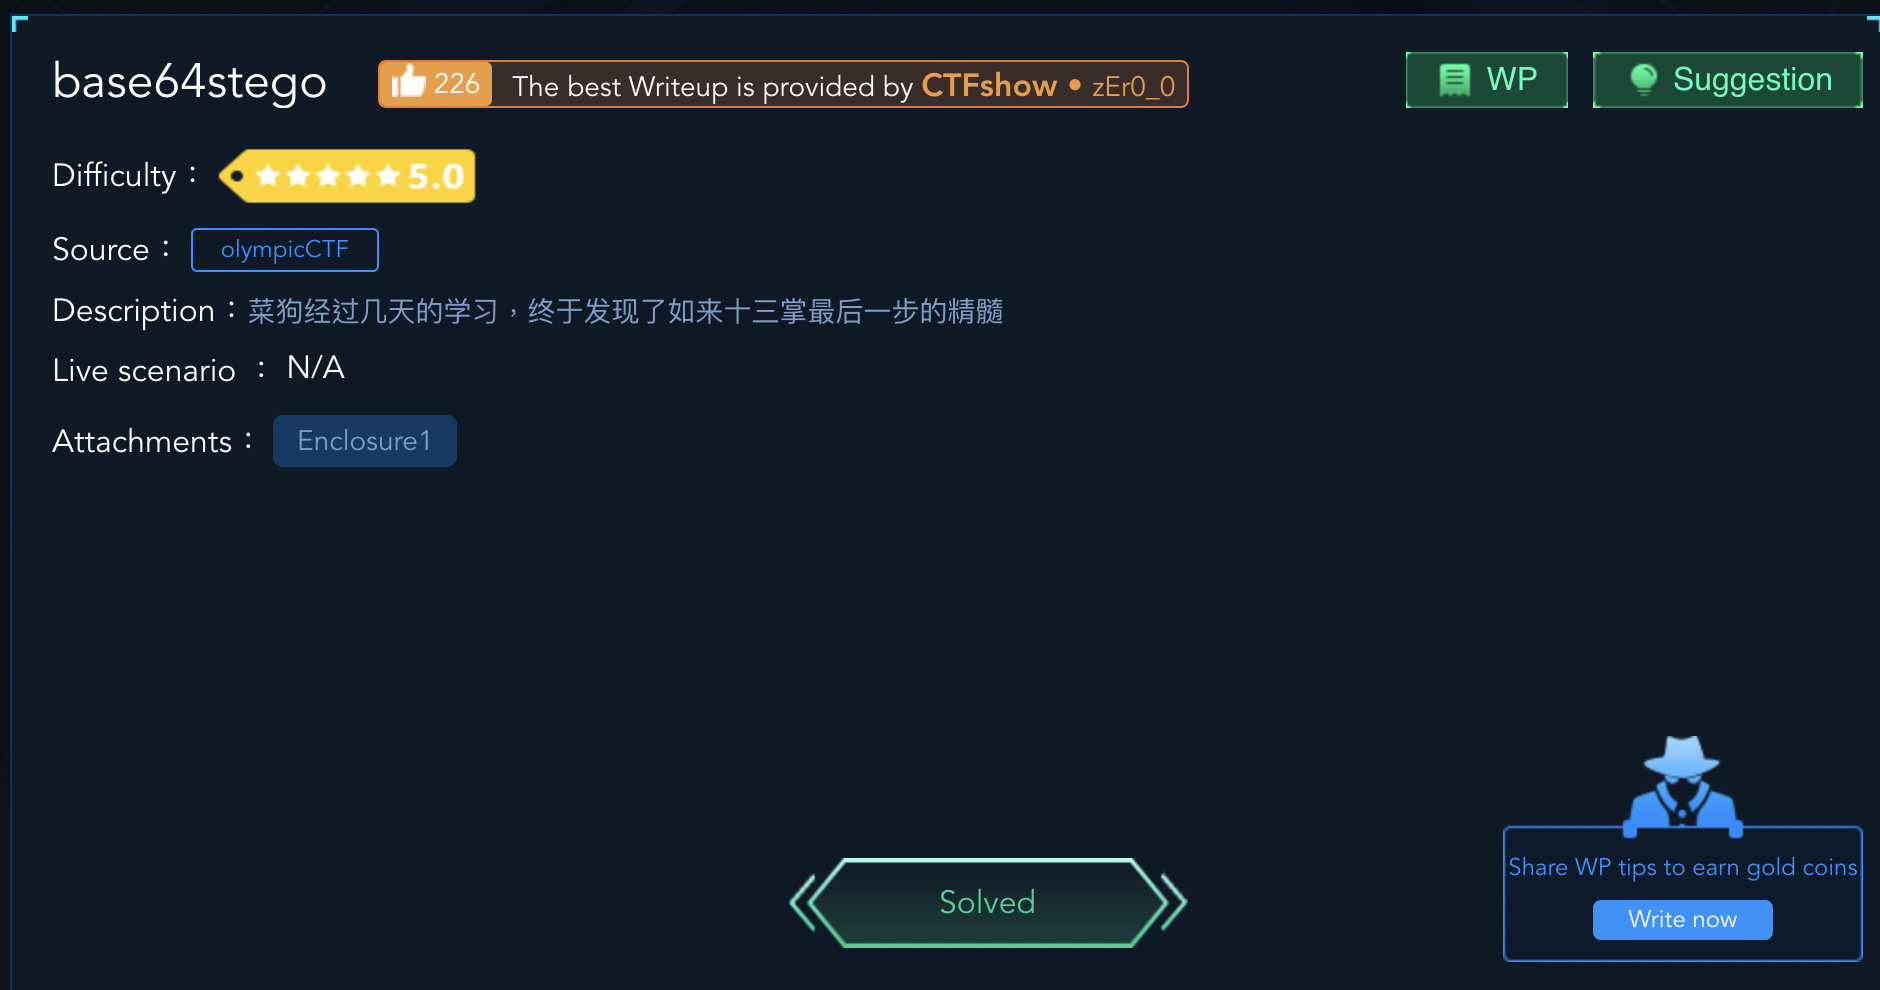 base64stego 226 The best Writeup is provided by CTFshow • zEr0_0 WP Suggestion
Difficulty： 5.0
Source： olympicCTF
Description：菜狗经过几天的学习，终于发现了如来十三掌最后一步的精髓
Live scenario ： N/A
Attachments： Enclosure1
Solved
Share WP tips to earn gold coins
Write now